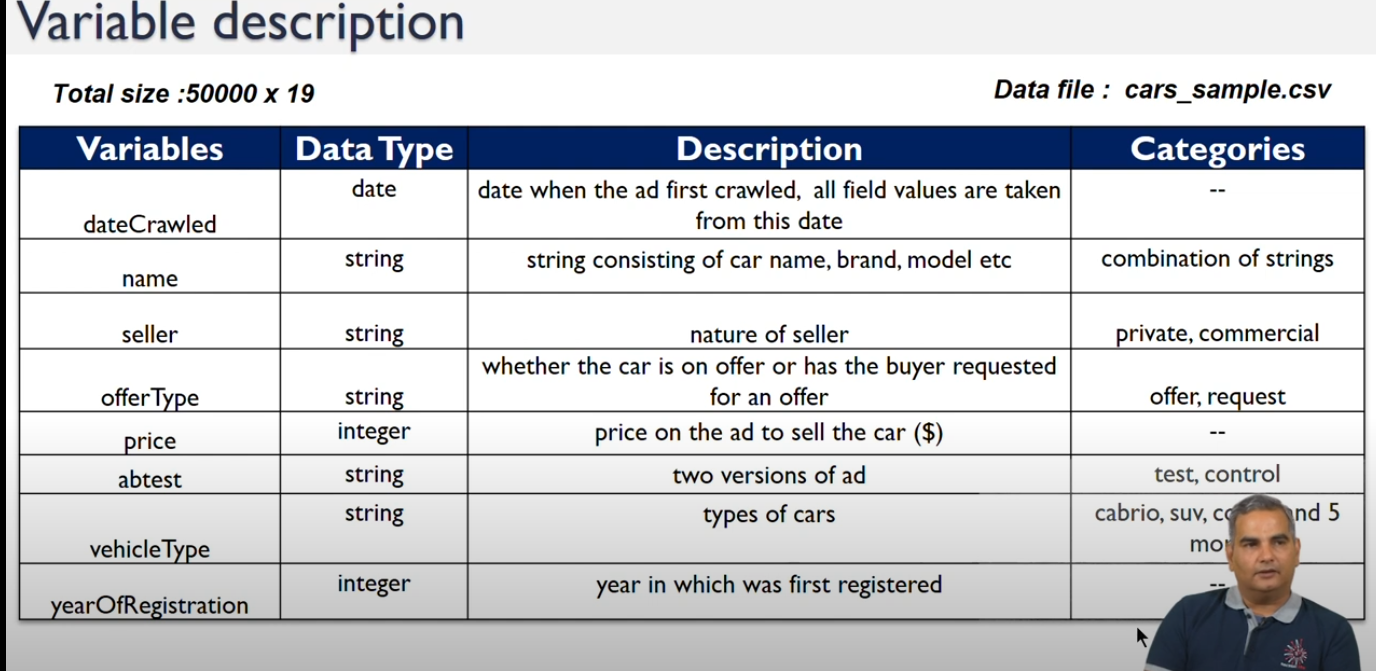 Variable description
Total size :50000 x 19
Data file : cars_sample.csv
Variables Data Type Description Categories
dateCrawled date date when the ad first crawled, all field values are taken from this date --
name string string consisting of car name, brand, model etc combination of strings
seller string nature of seller private, commercial
offerType string whether the car is on offer or has the buyer requested for an offer offer, request
price integer price on the ad to sell the car ($) --
abtest string two versions of ad test, control
vehicleType string types of cars cabrio, suv, and 5
yearOfRegistration integer year in which was first registered --